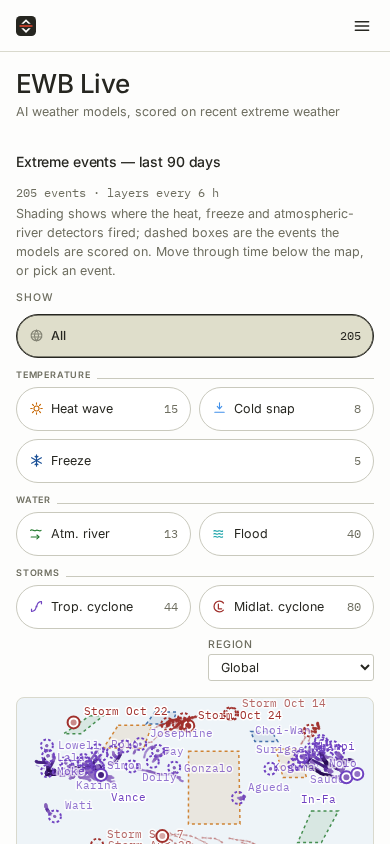 EWB Live
AI weather models, scored on recent extreme weather
Extreme events — last 90 days
205 events · layers every 6 h
Shading shows where the heat, freeze and atmospheric-
river detectors fired; dashed boxes are the events the
models are scored on. Move through time below the map,
or pick an event.
SHOW
All 205
TEMPERATURE
Heat wave 15
Cold snap 8
Freeze 5
WATER
Atm. river 13
Flood 40
STORMS
Trop. cyclone 44
Midlat. cyclone 80
REGION
Global
Storm Oct 14
Storm Oct 22
Storm Oct 24
Josephine
Choi-Wan
Lowell Rolo
Fay
Gonzalo
Simon
Dolly
Karina
Vance
Wati
Agueda
In-Fa
Storm